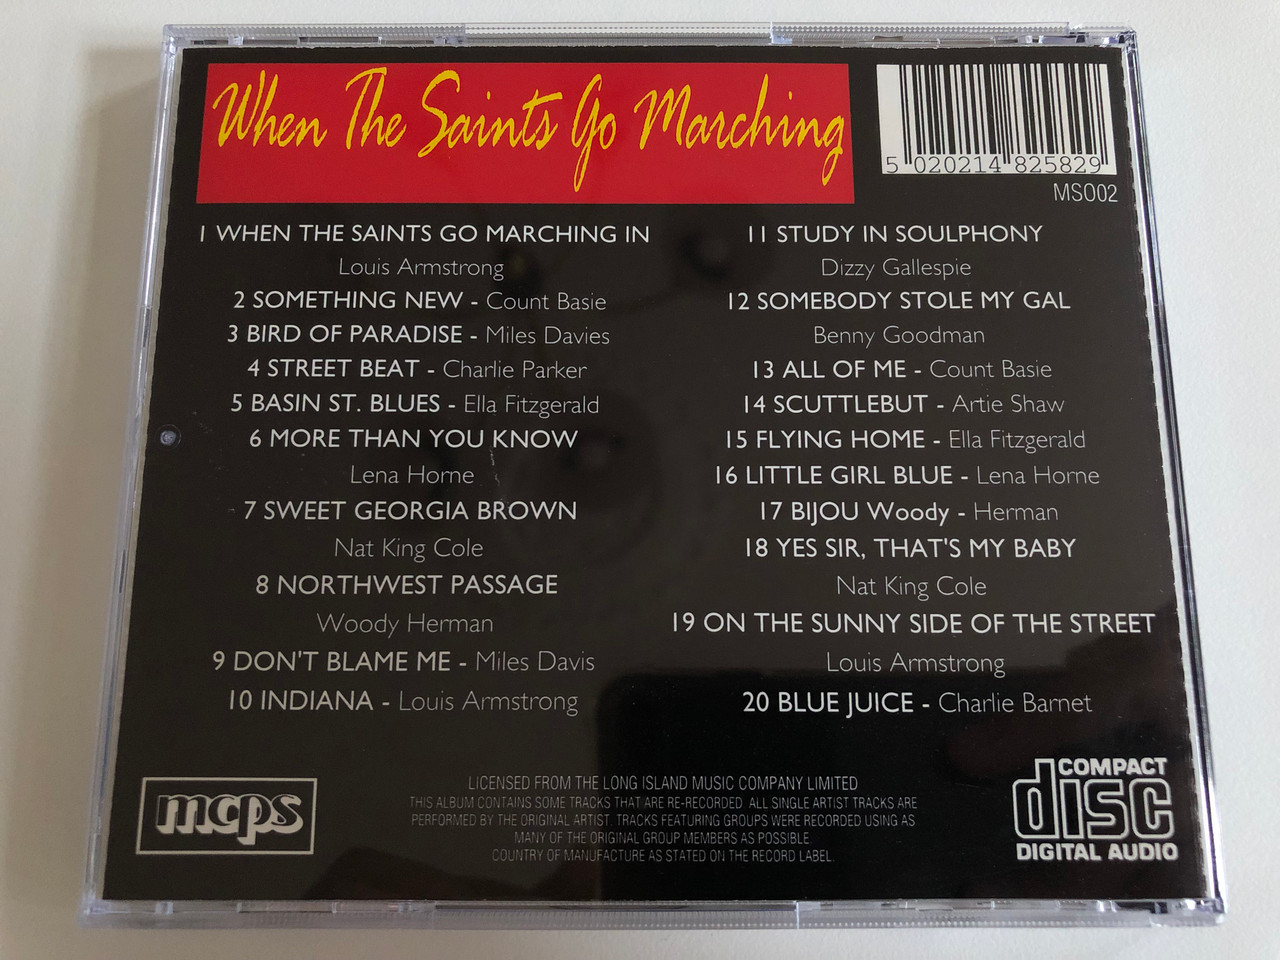 When The Saints Go Marching
5 020214 825829
MS002
1 WHEN THE SAINTS GO MARCHING IN
Louis Armstrong
2 SOMETHING NEW - Count Basie
3 BIRD OF PARADISE - Miles Davies
4 STREET BEAT - Charlie Parker
5 BASIN ST. BLUES - Ella Fitzgerald
6 MORE THAN YOU KNOW
Lena Horne
7 SWEET GEORGIA BROWN
Nat King Cole
8 NORTHWEST PASSAGE
Woody Herman
9 DON'T BLAME ME - Miles Davis
10 INDIANA - Louis Armstrong
11 STUDY IN SOULPHONY
Dizzy Gallespie
12 SOMEBODY STOLE MY GAL
Benny Goodman
13 ALL OF ME - Count Basie
14 SCUTTLEBUT - Artie Shaw
15 FLYING HOME - Ella Fitzgerald
16 LITTLE GIRL BLUE - Lena Horne
17 BIJOU Woody - Herman
18 YES SIR, THAT'S MY BABY
Nat King Cole
19 ON THE SUNNY SIDE OF THE STREET
Louis Armstrong
20 BLUE JUICE - Charlie Barnet
mcps
LICENSED FROM THE LONG ISLAND MUSIC COMPANY LIMITED
THIS ALBUM CONTAINS SOME TRACKS THAT ARE RE-RECORDED. ALL SINGLE ARTIST TRACKS ARE
PERFORMED BY THE ORIGINAL ARTIST. TRACKS FEATURING GROUPS WERE RECORDED USING AS
MANY OF THE ORIGINAL GROUP MEMBERS AS POSSIBLE.
COUNTRY OF MANUFACTURE AS STATED ON THE RECORD LABEL.
COMPACT
disc
DIGITAL AUDIO